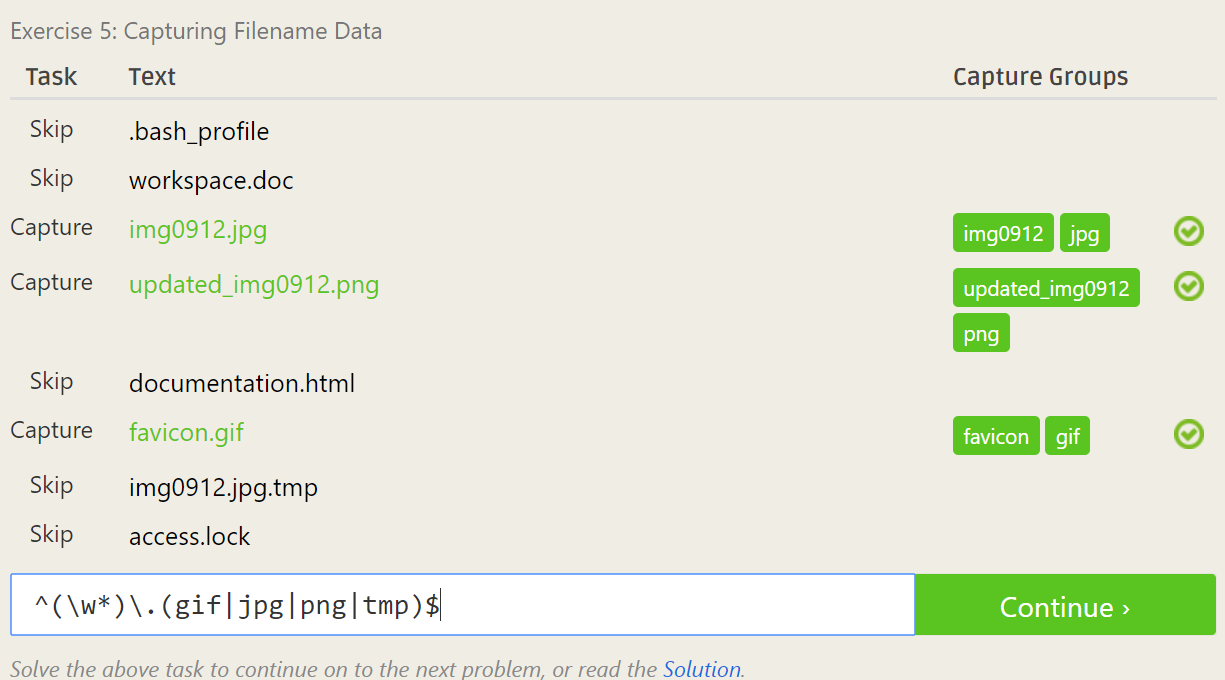 Exercise 5: Capturing Filename Data
Task Text Capture Groups
Skip .bash_profile
Skip workspace.doc
Capture img0912.jpg img0912 jpg
Capture updated_img0912.png updated_img0912
png
Skip documentation.html
Capture favicon.gif favicon gif
Skip img0912.jpg.tmp
Skip access.lock
^(\w*)\.(gif|jpg|png|tmp)$ Continue ›
Solve the above task to continue on to the next problem, or read the Solution.